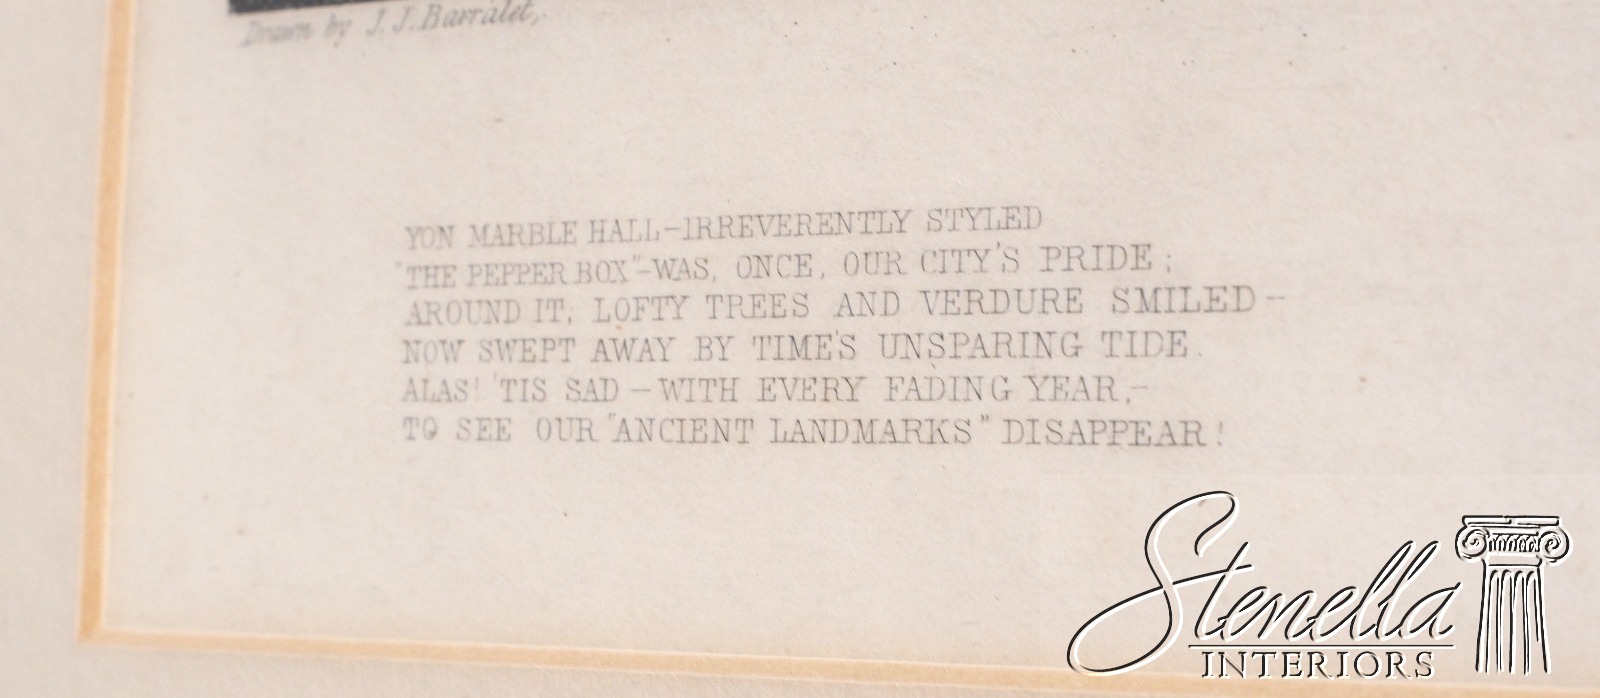 Drawn by J. J. Barralet,
YON MARBLE HALL—IRREVERENTLY STYLED
"THE PEPPER BOX"—WAS, ONCE, OUR CITY'S PRIDE;
AROUND IT, LOFTY TREES AND VERDURE SMILED—
NOW SWEPT AWAY BY TIME'S UNSPARING TIDE.
ALAS! 'TIS SAD—WITH EVERY FADING YEAR,—
TO SEE OUR "ANCIENT LANDMARKS" DISAPPEAR!
Stenella
INTERIORS